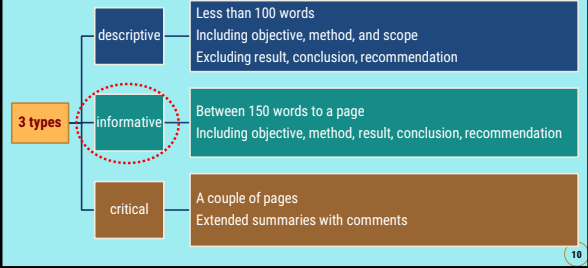 3 types
descriptive
Less than 100 words
Including objective, method, and scope
Excluding result, conclusion, recommendation
informative
Between 150 words to a page
Including objective, method, result, conclusion, recommendation
critical
A couple of pages
Extended summaries with comments
10